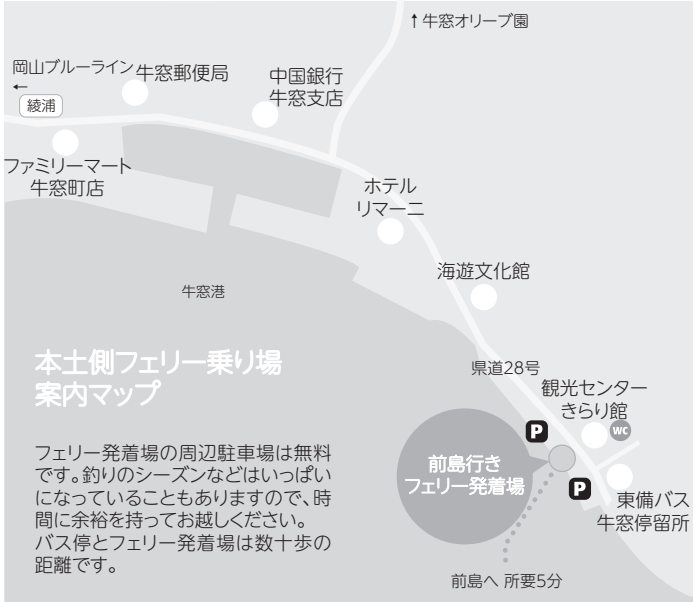 ↑牛窓オリーブ園
岡山ブルーライン
←
綾浦
牛窓郵便局
中国銀行
牛窓支店
ファミリーマート
牛窓町店
ホテル
リマーニ
海遊文化館
牛窓港
本土側フェリー乗り場
案内マップ
県道28号
観光センター
きらり館
P
WC
前島行き
フェリー発着場
P
東備バス
牛窓停留所
フェリー発着場の周辺駐車場は無料
です。釣りのシーズンなどはいっぱい
になっていることもありますので、時
間に余裕を持ってお越しください。
バス停とフェリー発着場は数十歩の
距離です。
前島へ 所要5分